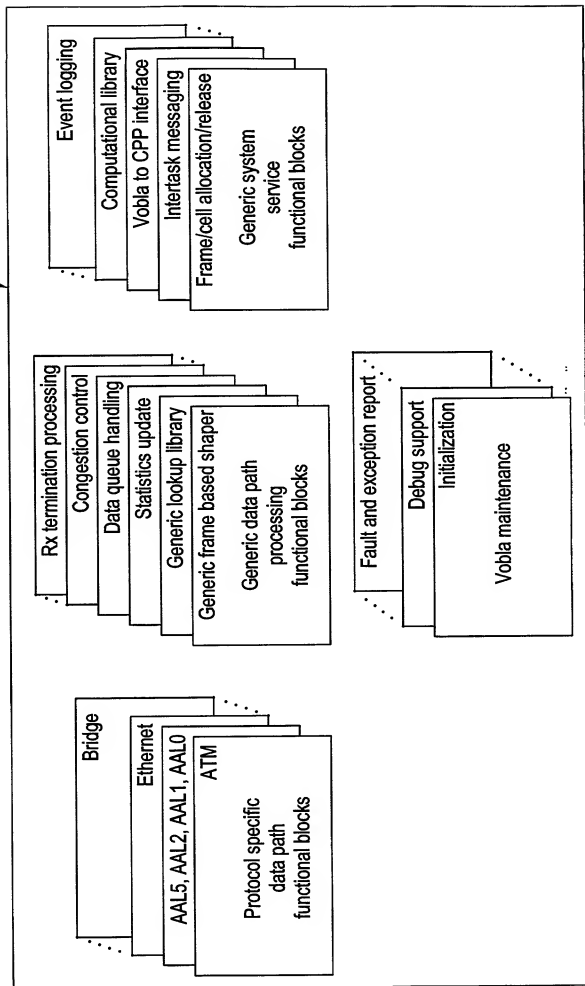 Bridge
Ethernet
AAL5, AAL2, AAL1, AAL0
ATM
Protocol specific
data path
functional blocks
Rx termination processing
Congestion control
Data queue handling
Statistics update
Generic lookup library
Generic frame based shaper
Generic data path
processing
functional blocks
Event logging
Computational library
Vobla to CPP interface
Intertask messaging
Frame/cell allocation/release
Generic system
service
functional blocks
Fault and exception report
Debug support
Initialization
Vobla maintenance